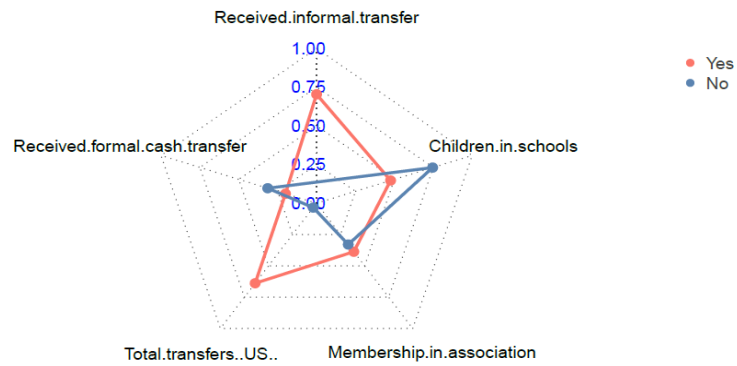 Received.informal.transfer
1.00
Yes
0.75
No
0.50
Received.formal.cash.transfer
Children.in.schools
0.25
0.00
Total.transfers..US..
Membership.in.association